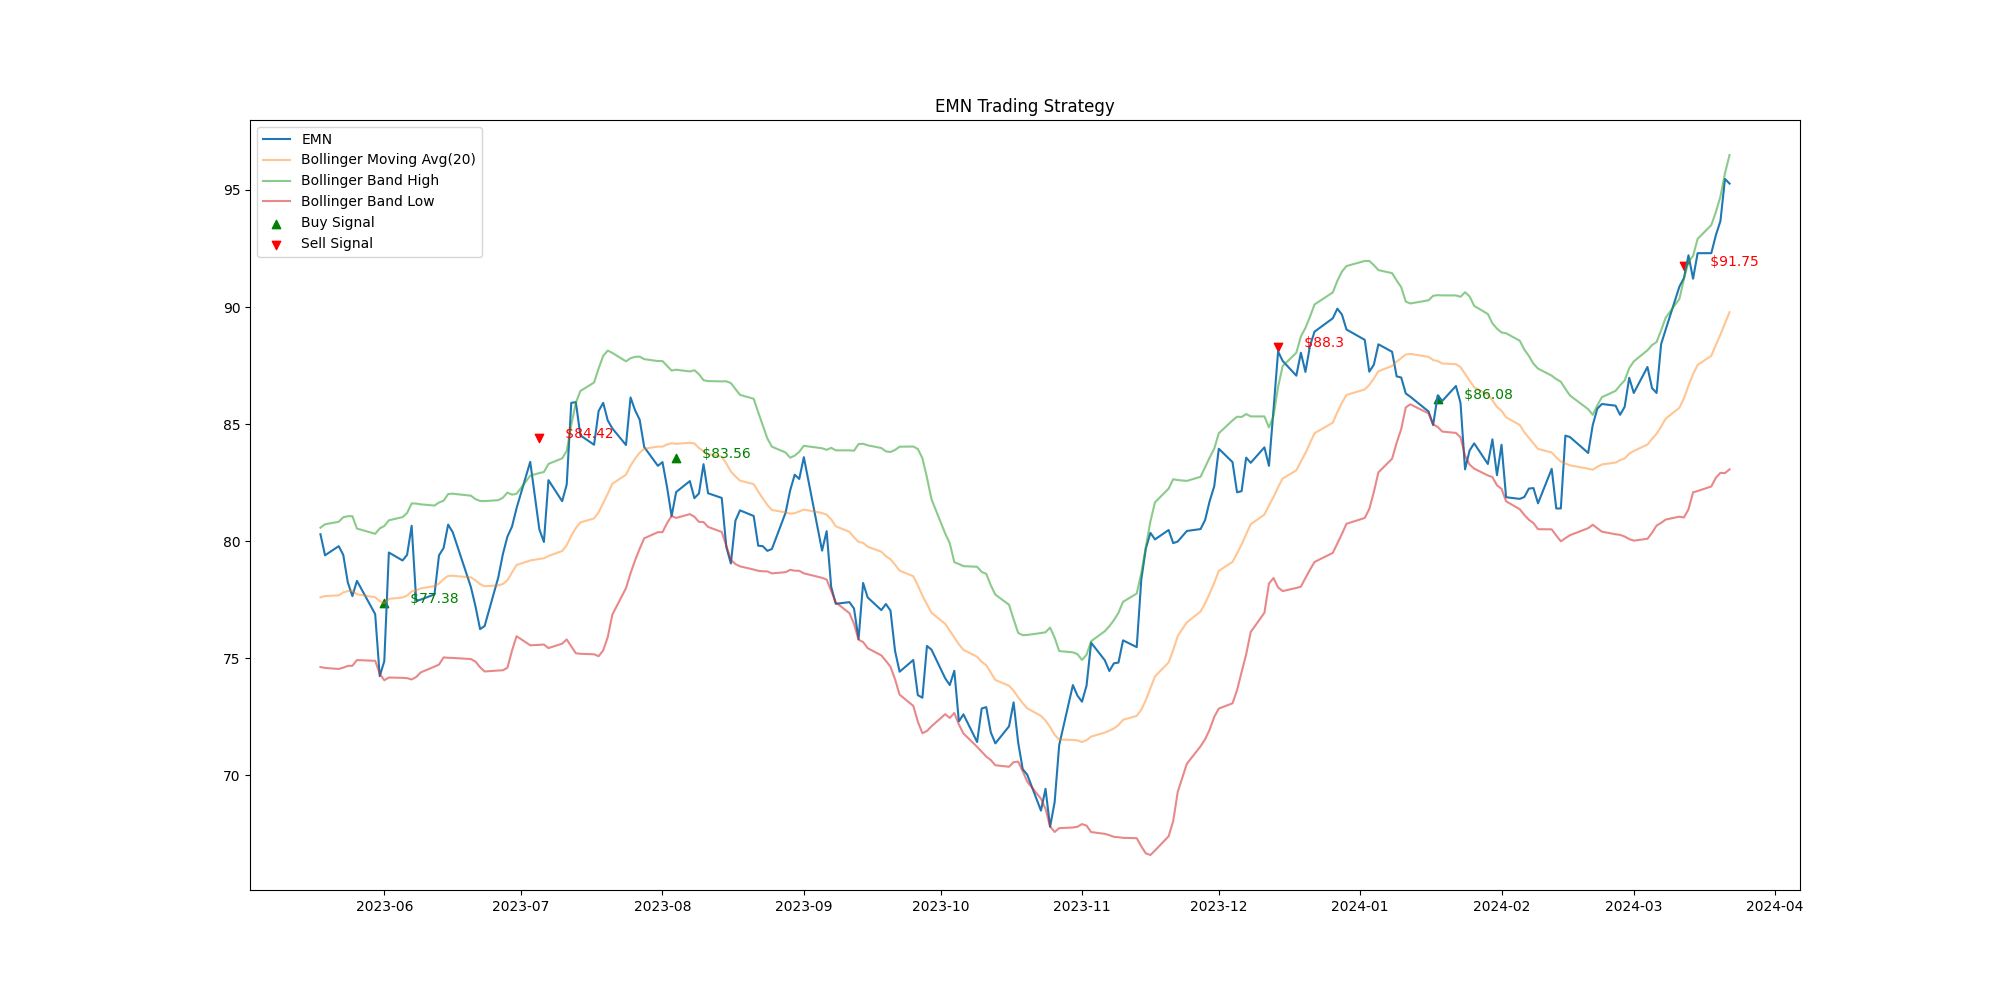 EMN Trading Strategy
EMN
Bollinger Moving Avg(20)
Bollinger Band High
Bollinger Band Low
Buy Signal
Sell Signal
95
90
85
80
75
70
$77.38
$84.42
$83.56
$88.3
$86.08
$91.75
2023-06 2023-07 2023-08 2023-09 2023-10 2023-11 2023-12 2024-01 2024-02 2024-03 2024-04